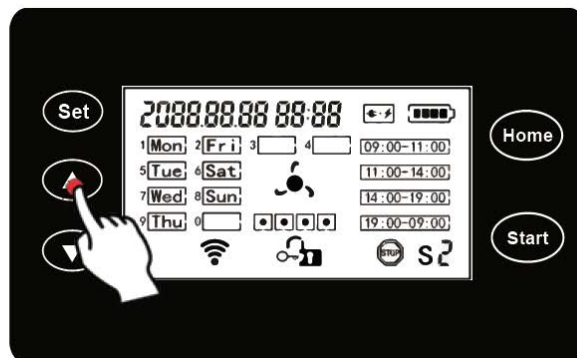 Set
2088.88.88 88:88
1 Mon 2 Fri 3 4 09:00-11:00
5 Tue 6 Sat 11:00-14:00
7 Wed 8 Sun 14:00-19:00
9 Thu 0 19:00-09:00
STOP S2
Home
Start